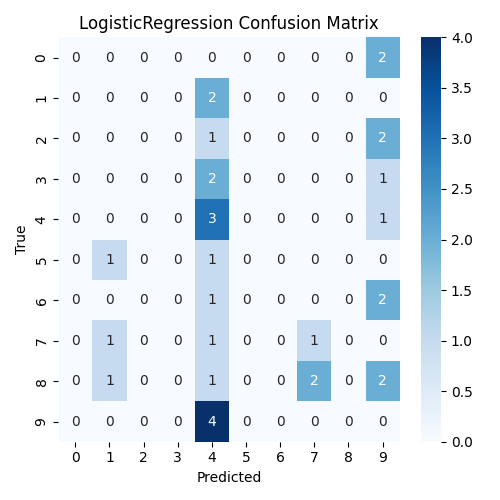 LogisticRegression Confusion Matrix
0 0 0 0 0 0 0 0 0 0 2
1 0 0 0 0 2 0 0 0 0 0
2 0 0 0 0 1 0 0 0 0 2
3 0 0 0 0 2 0 0 0 0 1
4 0 0 0 0 3 0 0 0 0 1
5 0 1 0 0 1 0 0 0 0 0
6 0 0 0 0 1 0 0 0 0 2
7 0 1 0 0 1 0 0 1 0 0
8 0 1 0 0 1 0 0 2 0 2
9 0 0 0 0 4 0 0 0 0 0
0 1 2 3 4 5 6 7 8 9
Predicted
True
4.0
3.5
3.0
2.5
2.0
1.5
1.0
0.5
0.0